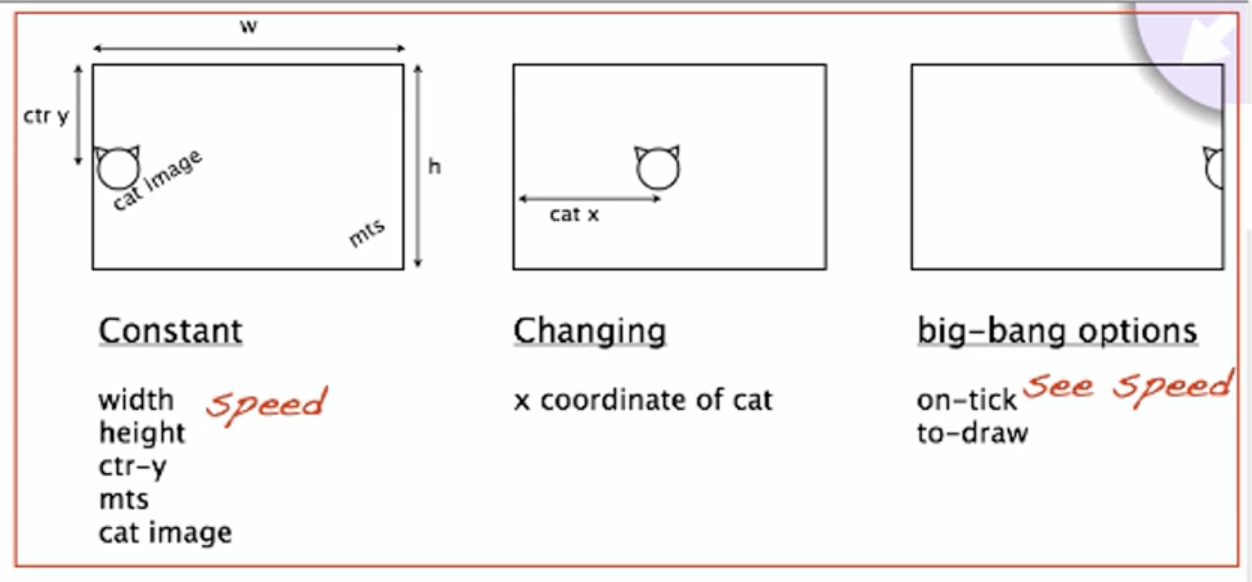 w
ctr y
cat image
h
mts
cat x
Constant
width speed
height
ctr-y
mts
cat image
Changing
x coordinate of cat
big-bang options
on-tick see speed
to-draw